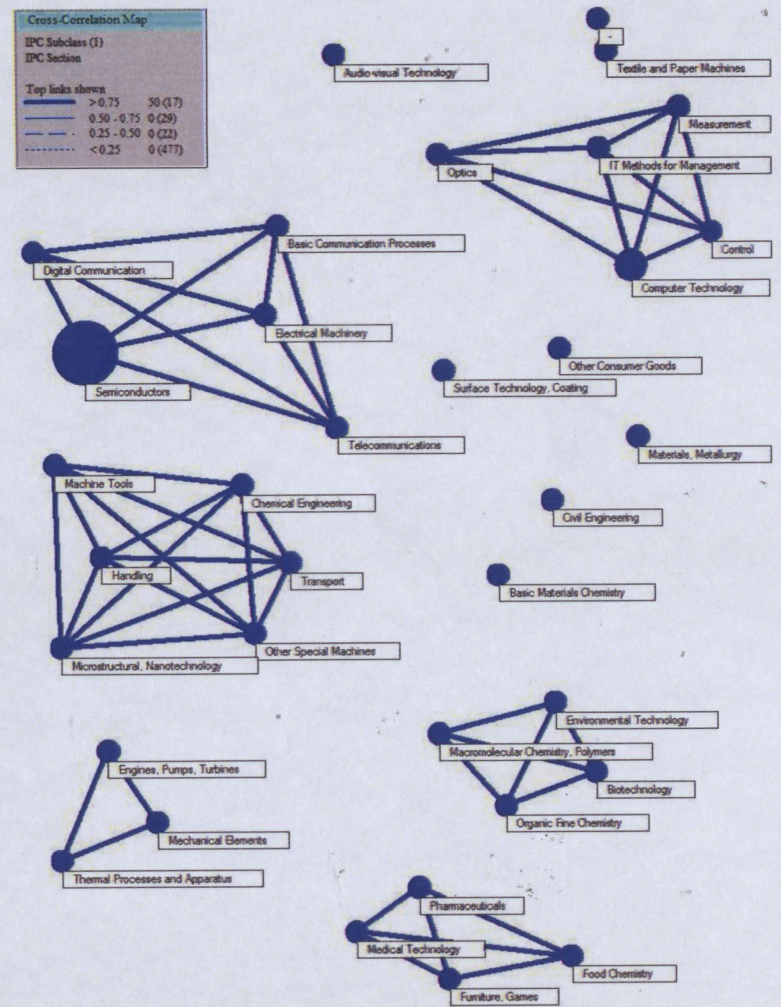 Cross-Correlation Map
IPC Subclass (1)
IPC Section
Top links shown
> 0.75 50 (17)
0.50 - 0.75 0 (29)
0.25 - 0.50 0 (22)
< 0.25 0 (477)
-
Audio-visual Technology
Textile and Paper Machines
Measurement
IT Methods for Management
Optics
Control
Computer Technology
Basic Communication Processes
Digital Communication
Electrical Machinery
Semiconductors
Telecommunications
Other Consumer Goods
Surface Technology, Coating
Materials, Metallurgy
Civil Engineering
Basic Materials Chemistry
Machine Tools
Chemical Engineering
Handling
Transport
Other Special Machines
Microstructural, Nanotechnology
Environmental Technology
Macromolecular Chemistry, Polymers
Biotechnology
Organic Fine Chemistry
Engines, Pumps, Turbines
Mechanical Elements
Thermal Processes and Apparatus
Pharmaceuticals
Medical Technology
Food Chemistry
Furniture, Games